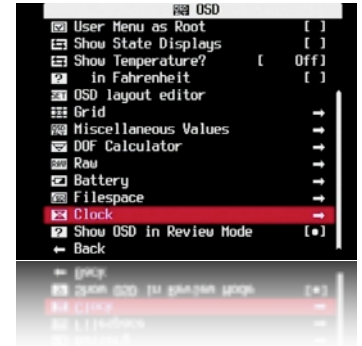 OSD
User Menu as Root [ ]
Show State Displays [ ]
Show Temperature? [ Off]
in Fahrenheit [ ]
OSD layout editor
Grid →
Miscellaneous Values →
DOF Calculator →
Raw →
Battery →
Filespace →
Clock →
Show OSD in Review Mode [•]
← Back